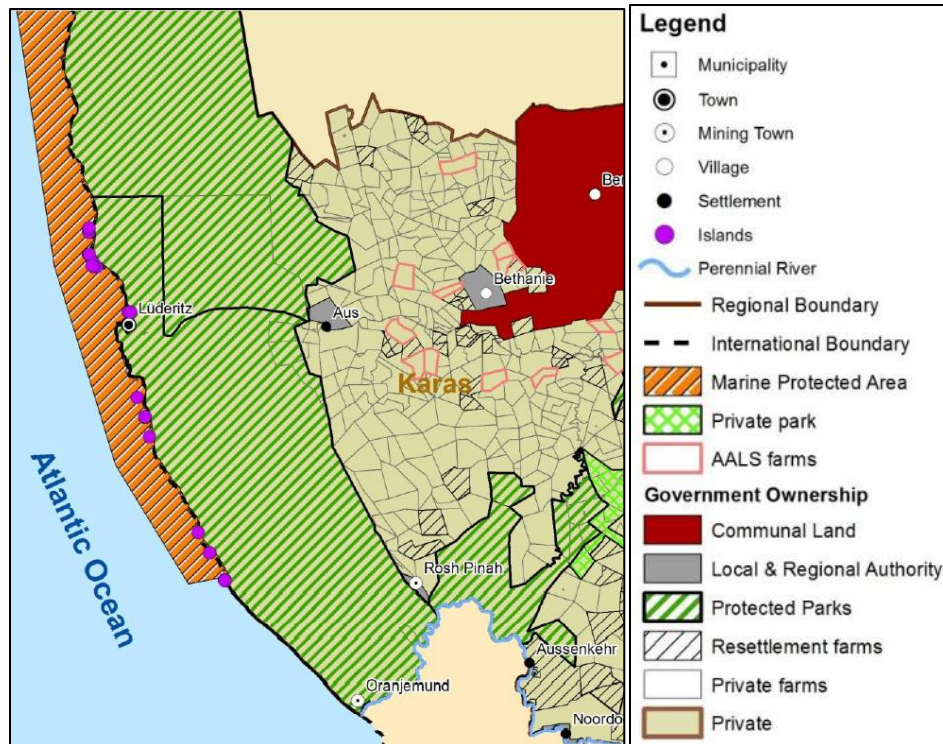 Lüderitz
Aus
Bethanie
Ber
Karas
Atlantic Ocean
Rosh Pinah
Aussenkehr
Oranjemund
Noordo
Legend
Municipality
Town
Mining Town
Village
Settlement
Islands
Perennial River
Regional Boundary
International Boundary
Marine Protected Area
Private park
AALS farms
Government Ownership
Communal Land
Local & Regional Authority
Protected Parks
Resettlement farms
Private farms
Private